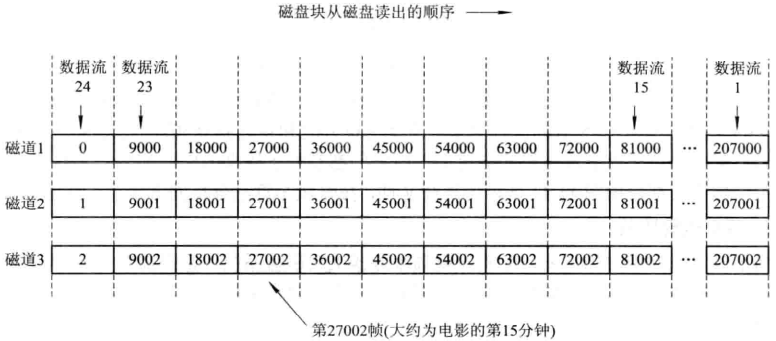 磁盘块从磁盘读出的顺序
数据流 数据流 数据流 数据流
24 23 15 1
磁道1 0 9000 18000 27000 36000 45000 54000 63000 72000 81000 … 207000
磁道2 1 9001 18001 27001 36001 45001 54001 63001 72001 81001 … 207001
磁道3 2 9002 18002 27002 36002 45002 54002 63002 72002 81002 … 207002
第27002帧(大约为电影的第15分钟)